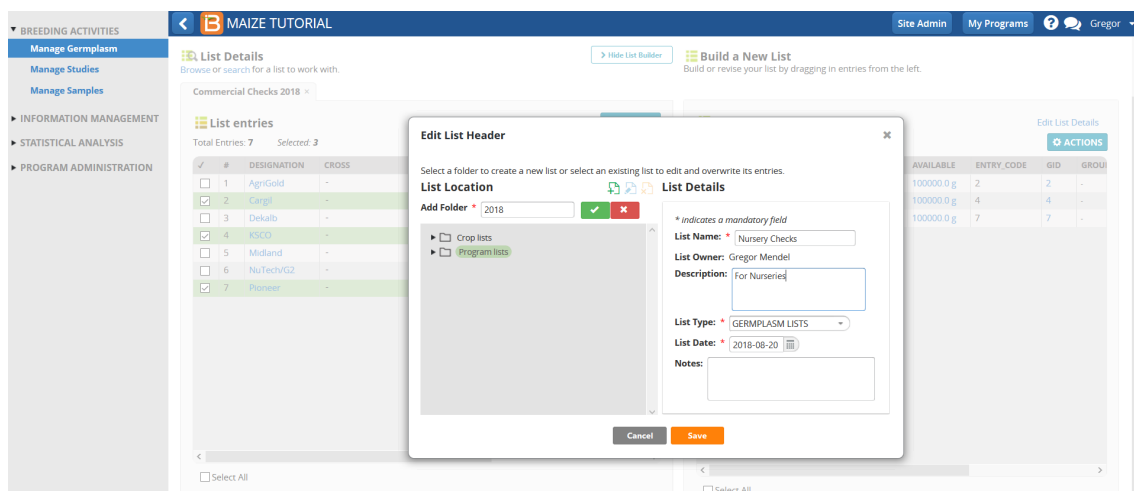 BREEDING ACTIVITIES
Manage Germplasm
Manage Studies
Manage Samples
INFORMATION MANAGEMENT
STATISTICAL ANALYSIS
PROGRAM ADMINISTRATION
MAIZE TUTORIAL
Site Admin
My Programs
Gregor
List Details
Browse or search for a list to work with.
> Hide List Builder
Commercial Checks 2018 ×
List entries
Total Entries: 7 Selected: 3
# DESIGNATION CROSS
1 AgriGold -
2 Cargil -
3 Dekalb -
4 KSCO -
5 Midland -
6 NuTech/G2 -
7 Pioneer -
Select All
Build a New List
Build or revise your list by dragging in entries from the left.
Edit List Details
ACTIONS
AVAILABLE ENTRY_CODE GID GROU
100000.0 g 2 2 -
100000.0 g 4 4 -
100000.0 g 7 7 -
Select All
Edit List Header
Select a folder to create a new list or select an existing list to edit and overwrite its entries.
List Location
Add Folder * 2018
Crop lists
Program lists
List Details
* indicates a mandatory field
List Name: * Nursery Checks
List Owner: Gregor Mendel
Description: For Nurseries
List Type: * GERMPLASM LISTS
List Date: * 2018-08-20
Notes:
Cancel
Save